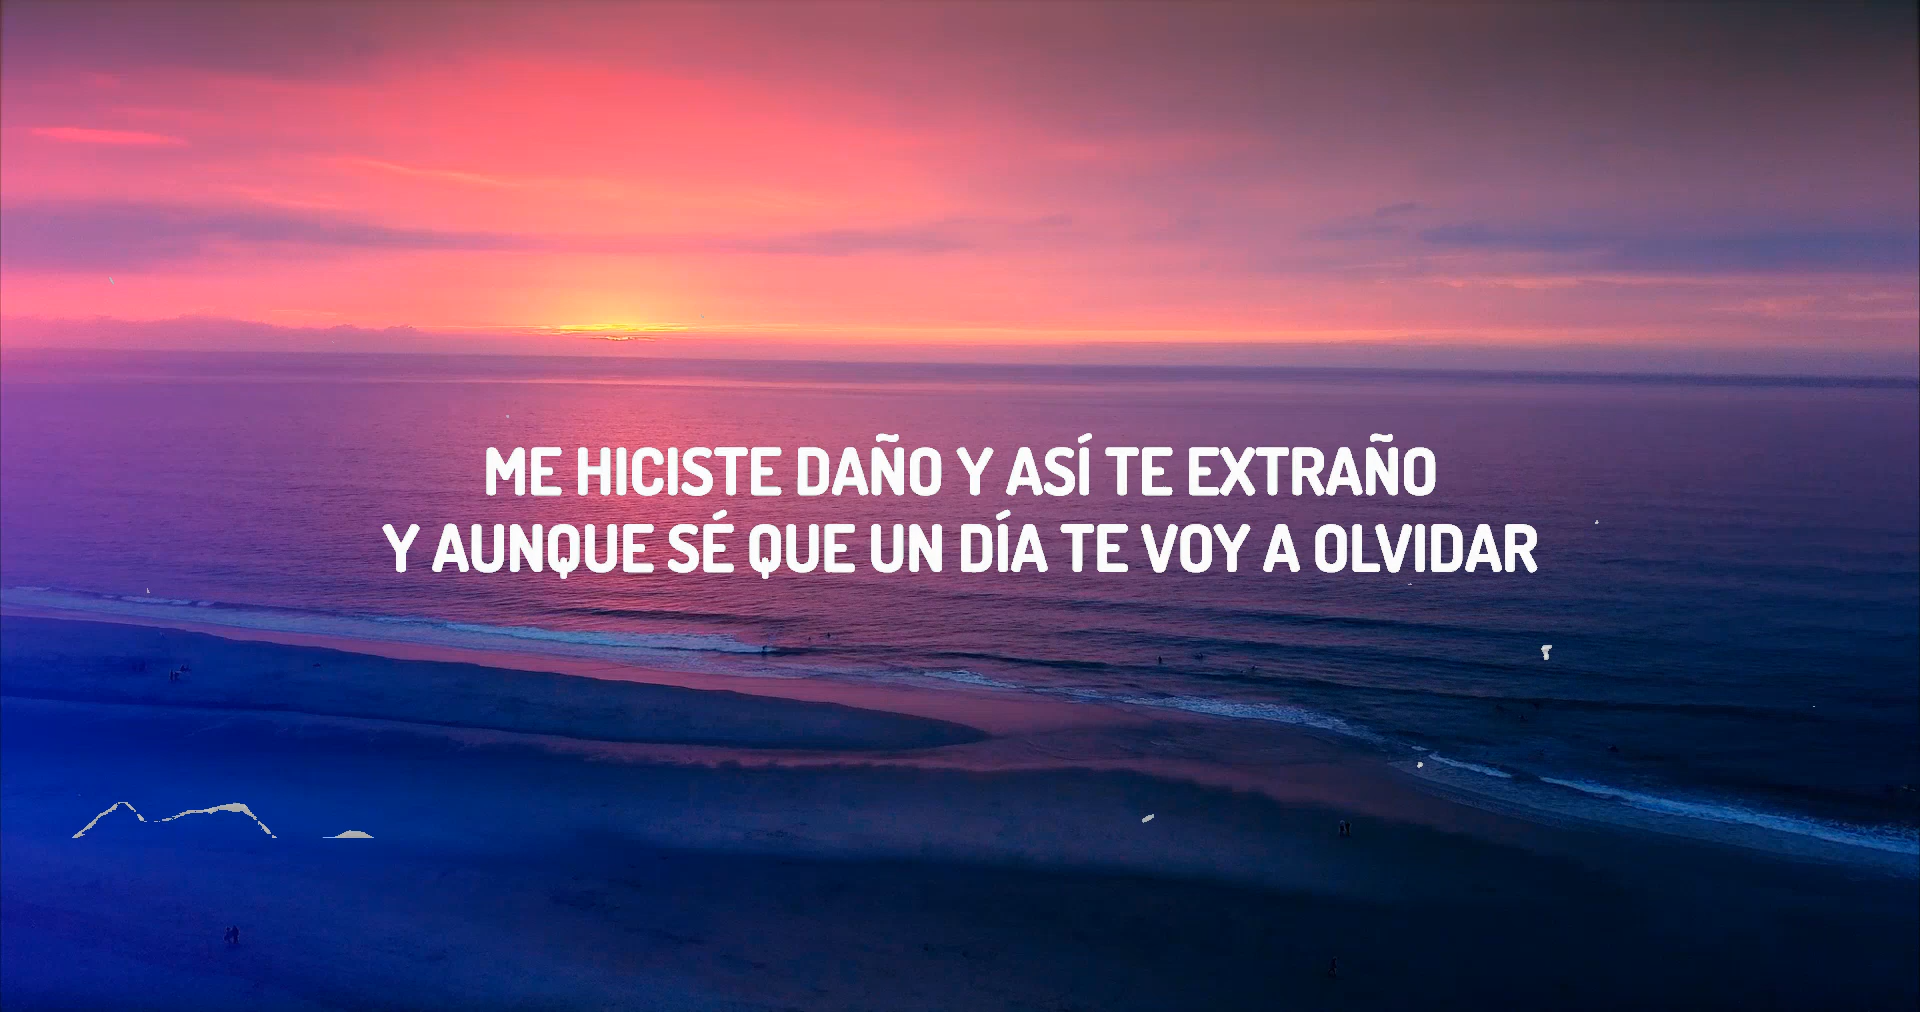 ME HICISTE DAÑO Y ASÍ TE EXTRAÑO
Y AUNQUE SÉ QUE UN DÍA TE VOY A OLVIDAR